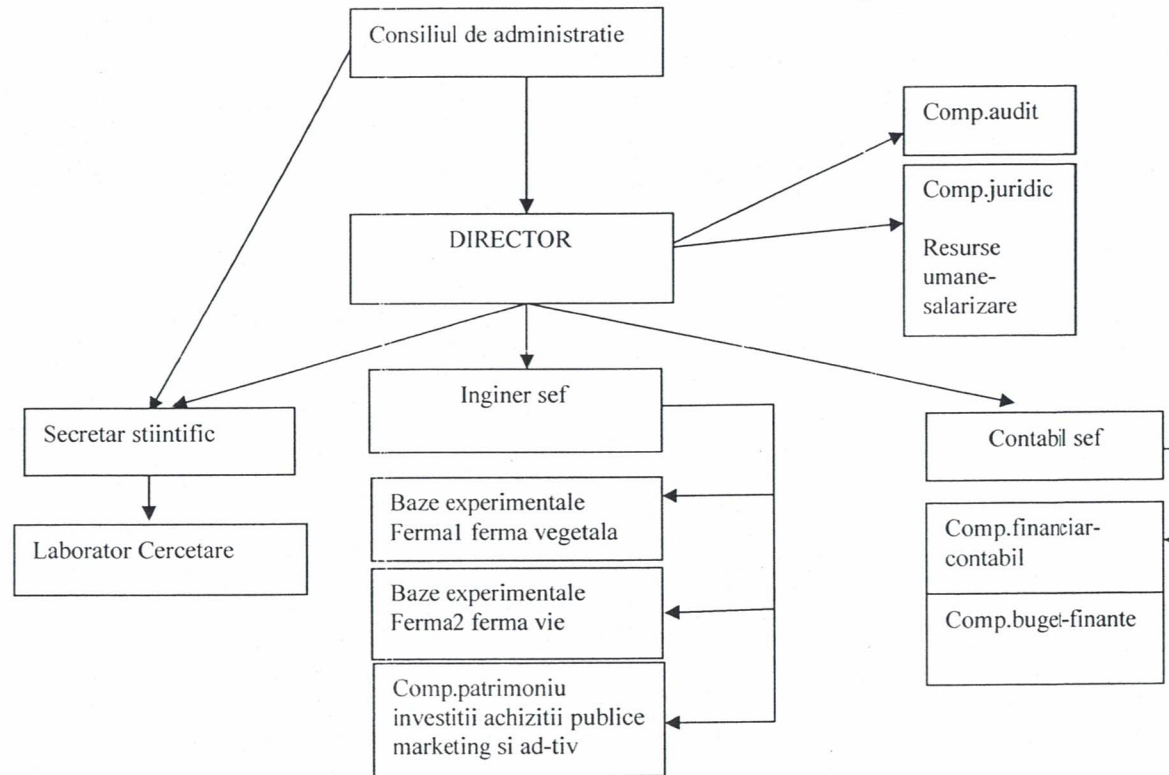 Consiliul de administratie
Comp.audit
Comp.juridic
Resurse
umane-
salarizare
DIRECTOR
Inginer sef
Secretar stiintific
Contabil sef
Baze experimentale
Ferma1 ferma vegetala
Laborator Cercetare
Comp.financiar-
contabil
Baze experimentale
Ferma2 ferma vie
Comp.buget-finante
Comp.patrimoniu
investitii achizitii publice
marketing si ad-tiv